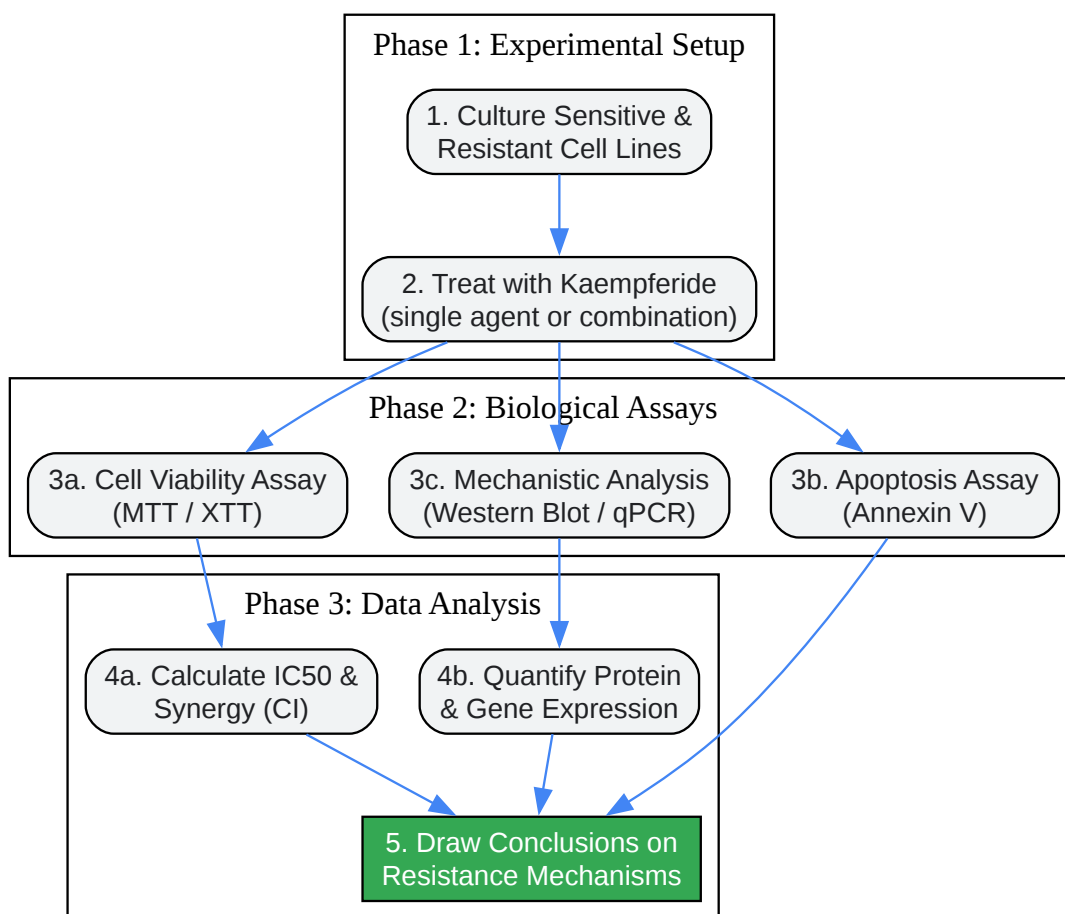 Phase 1: Experimental Setup
1. Culture Sensitive &
Resistant Cell Lines
2. Treat with Kaempferide
(single agent or combination)
Phase 2: Biological Assays
3a. Cell Viability Assay
(MTT / XTT)
3c. Mechanistic Analysis
(Western Blot / qPCR)
3b. Apoptosis Assay
(Annexin V)
Phase 3: Data Analysis
4a. Calculate IC50 &
Synergy (CI)
4b. Quantify Protein
& Gene Expression
5. Draw Conclusions on
Resistance Mechanisms